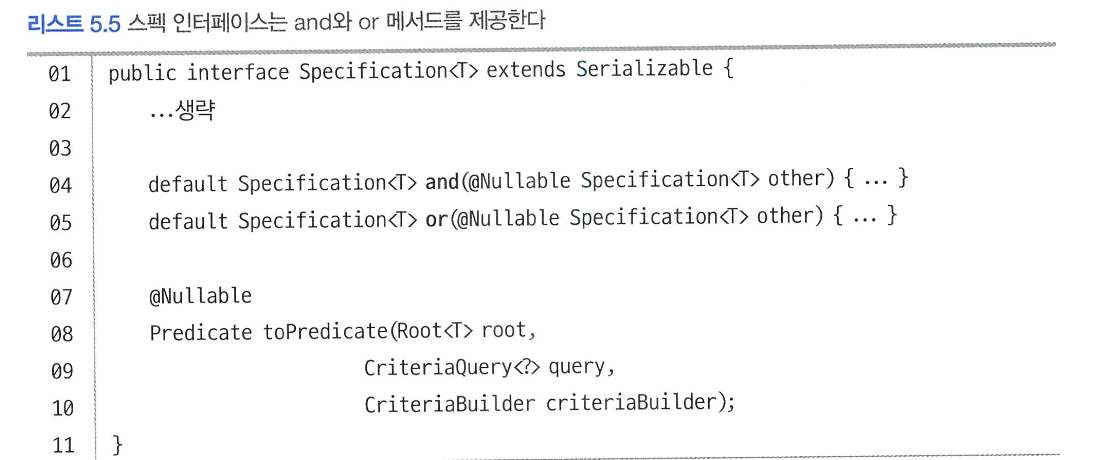 리스트 5.5 스펙 인터페이스는 and와 or 메서드를 제공한다
01 public interface Specification<T> extends Serializable {
02 ...생략
03
04 default Specification<T> and(@Nullable Specification<T> other) { ... }
05 default Specification<T> or(@Nullable Specification<T> other) { ... }
06
07 @Nullable
08 Predicate toPredicate(Root<T> root,
09 CriteriaQuery<?> query,
10 CriteriaBuilder criteriaBuilder);
11 }